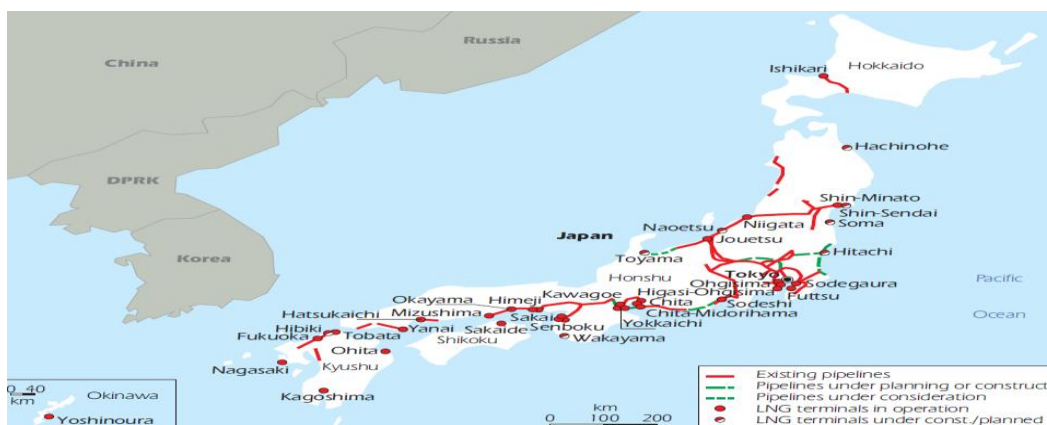 Russia
China
Ishikari
Hokkaido
Hachinohe
DPRK
Shin-Minato
Shin-Sendai
Naoetsu
Niigata
Soma
Japan
Jouetsu
Hitachi
Toyama
Korea
Honshu
Tokyo
Pacific
Ocean
Ohgisima
Sodegaura
Higasi-Ohgisima
Futtsu
Okayama
Himeji
Kawagoe
Chita
Sodeshi
Hatsukaichi
Mizushima
Sakai
Chita-Midorihama
Hibiki
Yanai
Sakaide
Senboku
Yokkaichi
Fukuoka
Tobata
Shikoku
Wakayama
Ohita
Kyushu
Nagasaki
Kagoshima
0 40
km
Okinawa
Yoshinoura
km
0 100 200
Existing pipelines
Pipelines under planning or construct
Pipelines under consideration
LNG terminals in operation
LNG terminals under const./planned